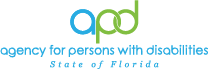 apd
agency for persons with disabilities
State of Florida